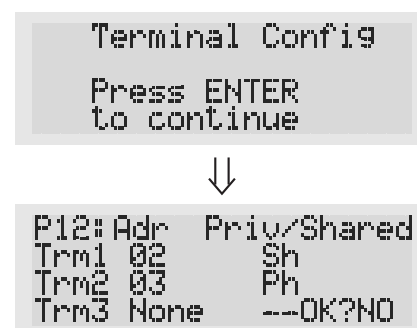 Terminal Config
Press ENTER
to continue
P12:Adr Priv/Shared
Trm1 02 Sh
Trm2 03 Ph
Trm3 None --OK?NO